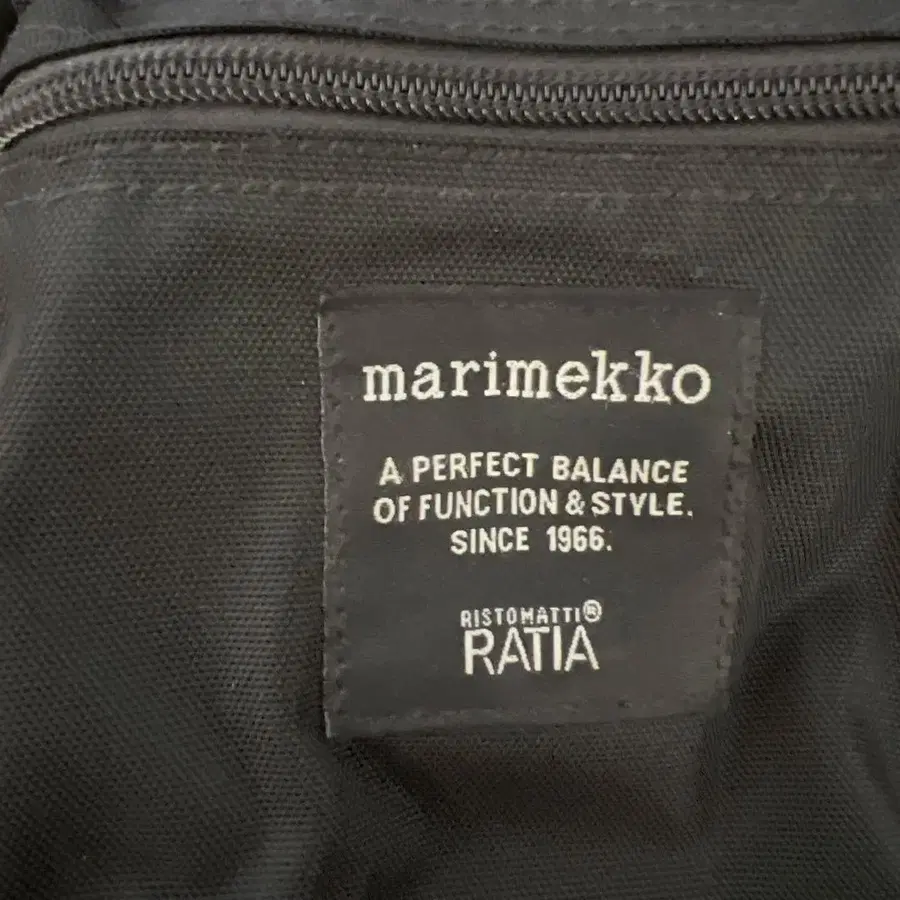 marimekko
A PERFECT BALANCE
OF FUNCTION & STYLE.
SINCE 1966.
RISTOMATTI®
RATIA